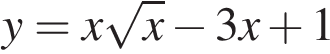 y = x√x − 3x + 1